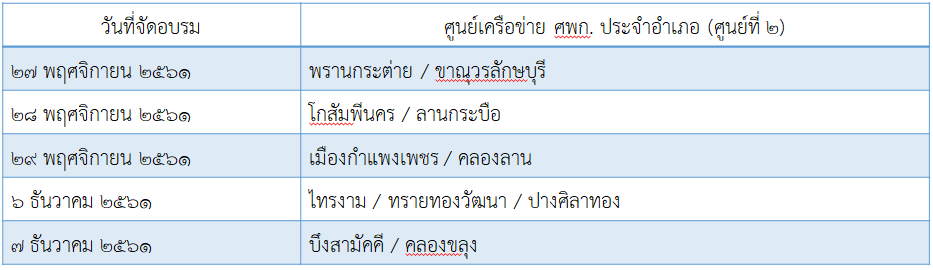 วันที่จัดอบรม ศูนย์เครือข่าย ศพก. ประจำอำเภอ (ศูนย์ที่ ๒)
๒๗ พฤศจิกายน ๒๕๖๑ พรานกระต่าย / ขาณุวรลักษบุรี
๒๘ พฤศจิกายน ๒๕๖๑ โกสัมพีนคร / ลานกระบือ
๒๙ พฤศจิกายน ๒๕๖๑ เมืองกำแพงเพชร / คลองลาน
๖ ธันวาคม ๒๕๖๑ ไทรงาม / ทรายทองวัฒนา / ปางศิลาทอง
๗ ธันวาคม ๒๕๖๑ บึงสามัคคี / คลองขลุง